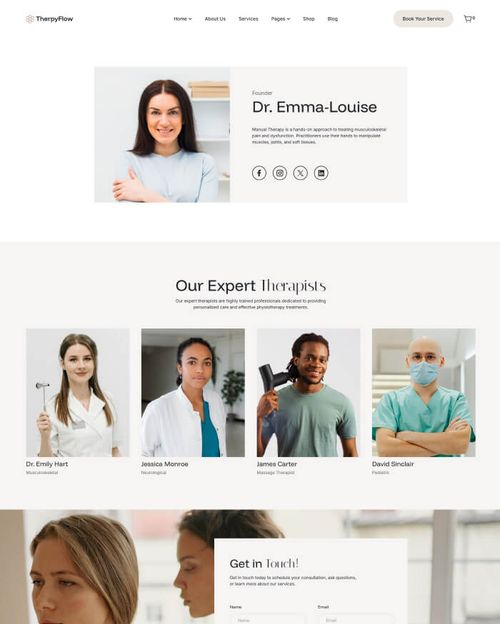 TherpyFlow
Home
About Us
Services
Pages
Shop
Blog
Book Your Service
0
Founder
Dr. Emma-Louise
Manual Therapy is a hands-on approach to treating musculoskeletal
pain and dysfunction. Practitioners use their hands to manipulate
muscles, joints, and soft tissues.
Our Expert Therapists
Our expert therapists are highly trained professionals dedicated to providing
personalized care and effective physiotherapy treatments.
Dr. Emily Hart
Musculoskeletal
Jessica Monroe
Neurological
James Carter
Massage Therapist
David Sinclair
Pediatric
Get in Touch!
Get in touch today to schedule your consultation, ask questions,
or learn more about our services.
Name
Email
Name
Email